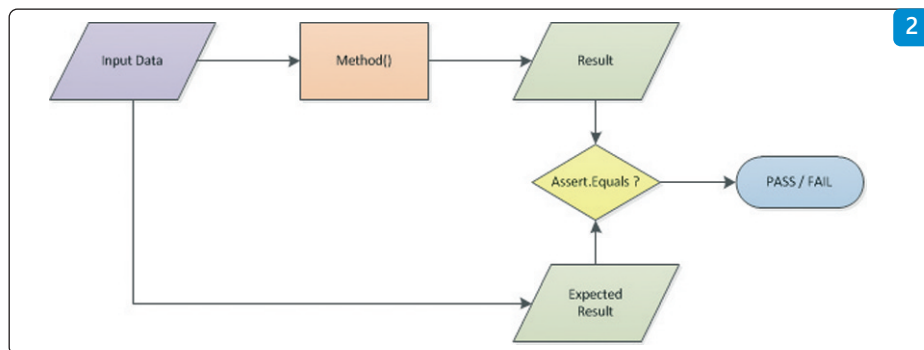 2
Input Data
Method()
Result
Assert.Equals ?
PASS / FAIL
Expected
Result